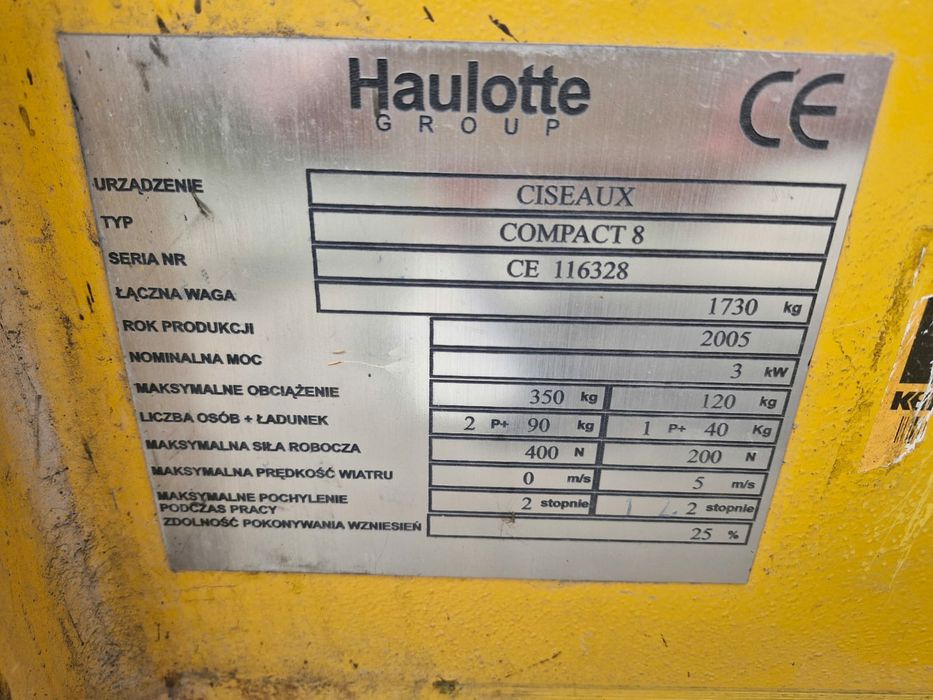 Haulotte
GROUP
CE
URZĄDZENIE CISEAUX
TYP COMPACT 8
SERIA NR CE 116328
ŁĄCZNA WAGA 1730 kg
ROK PRODUKCJI 2005
NOMINALNA MOC 3 kW
MAKSYMALNE OBCIĄŻENIE 350 kg 120 kg
LICZBA OSÓB + ŁADUNEK 2 P+ 90 kg 1 P+ 40 Kg
MAKSYMALNA SIŁA ROBOCZA 400 N 200 N
MAKSYMALNA PRĘDKOŚĆ WIATRU 0 m/s 5 m/s
MAKSYMALNE POCHYLENIE
PODCZAS PRACY 2 stopnie 2 stopnie
ZDOLNOŚĆ POKONYWANIA WZNIESIEŃ 25 %